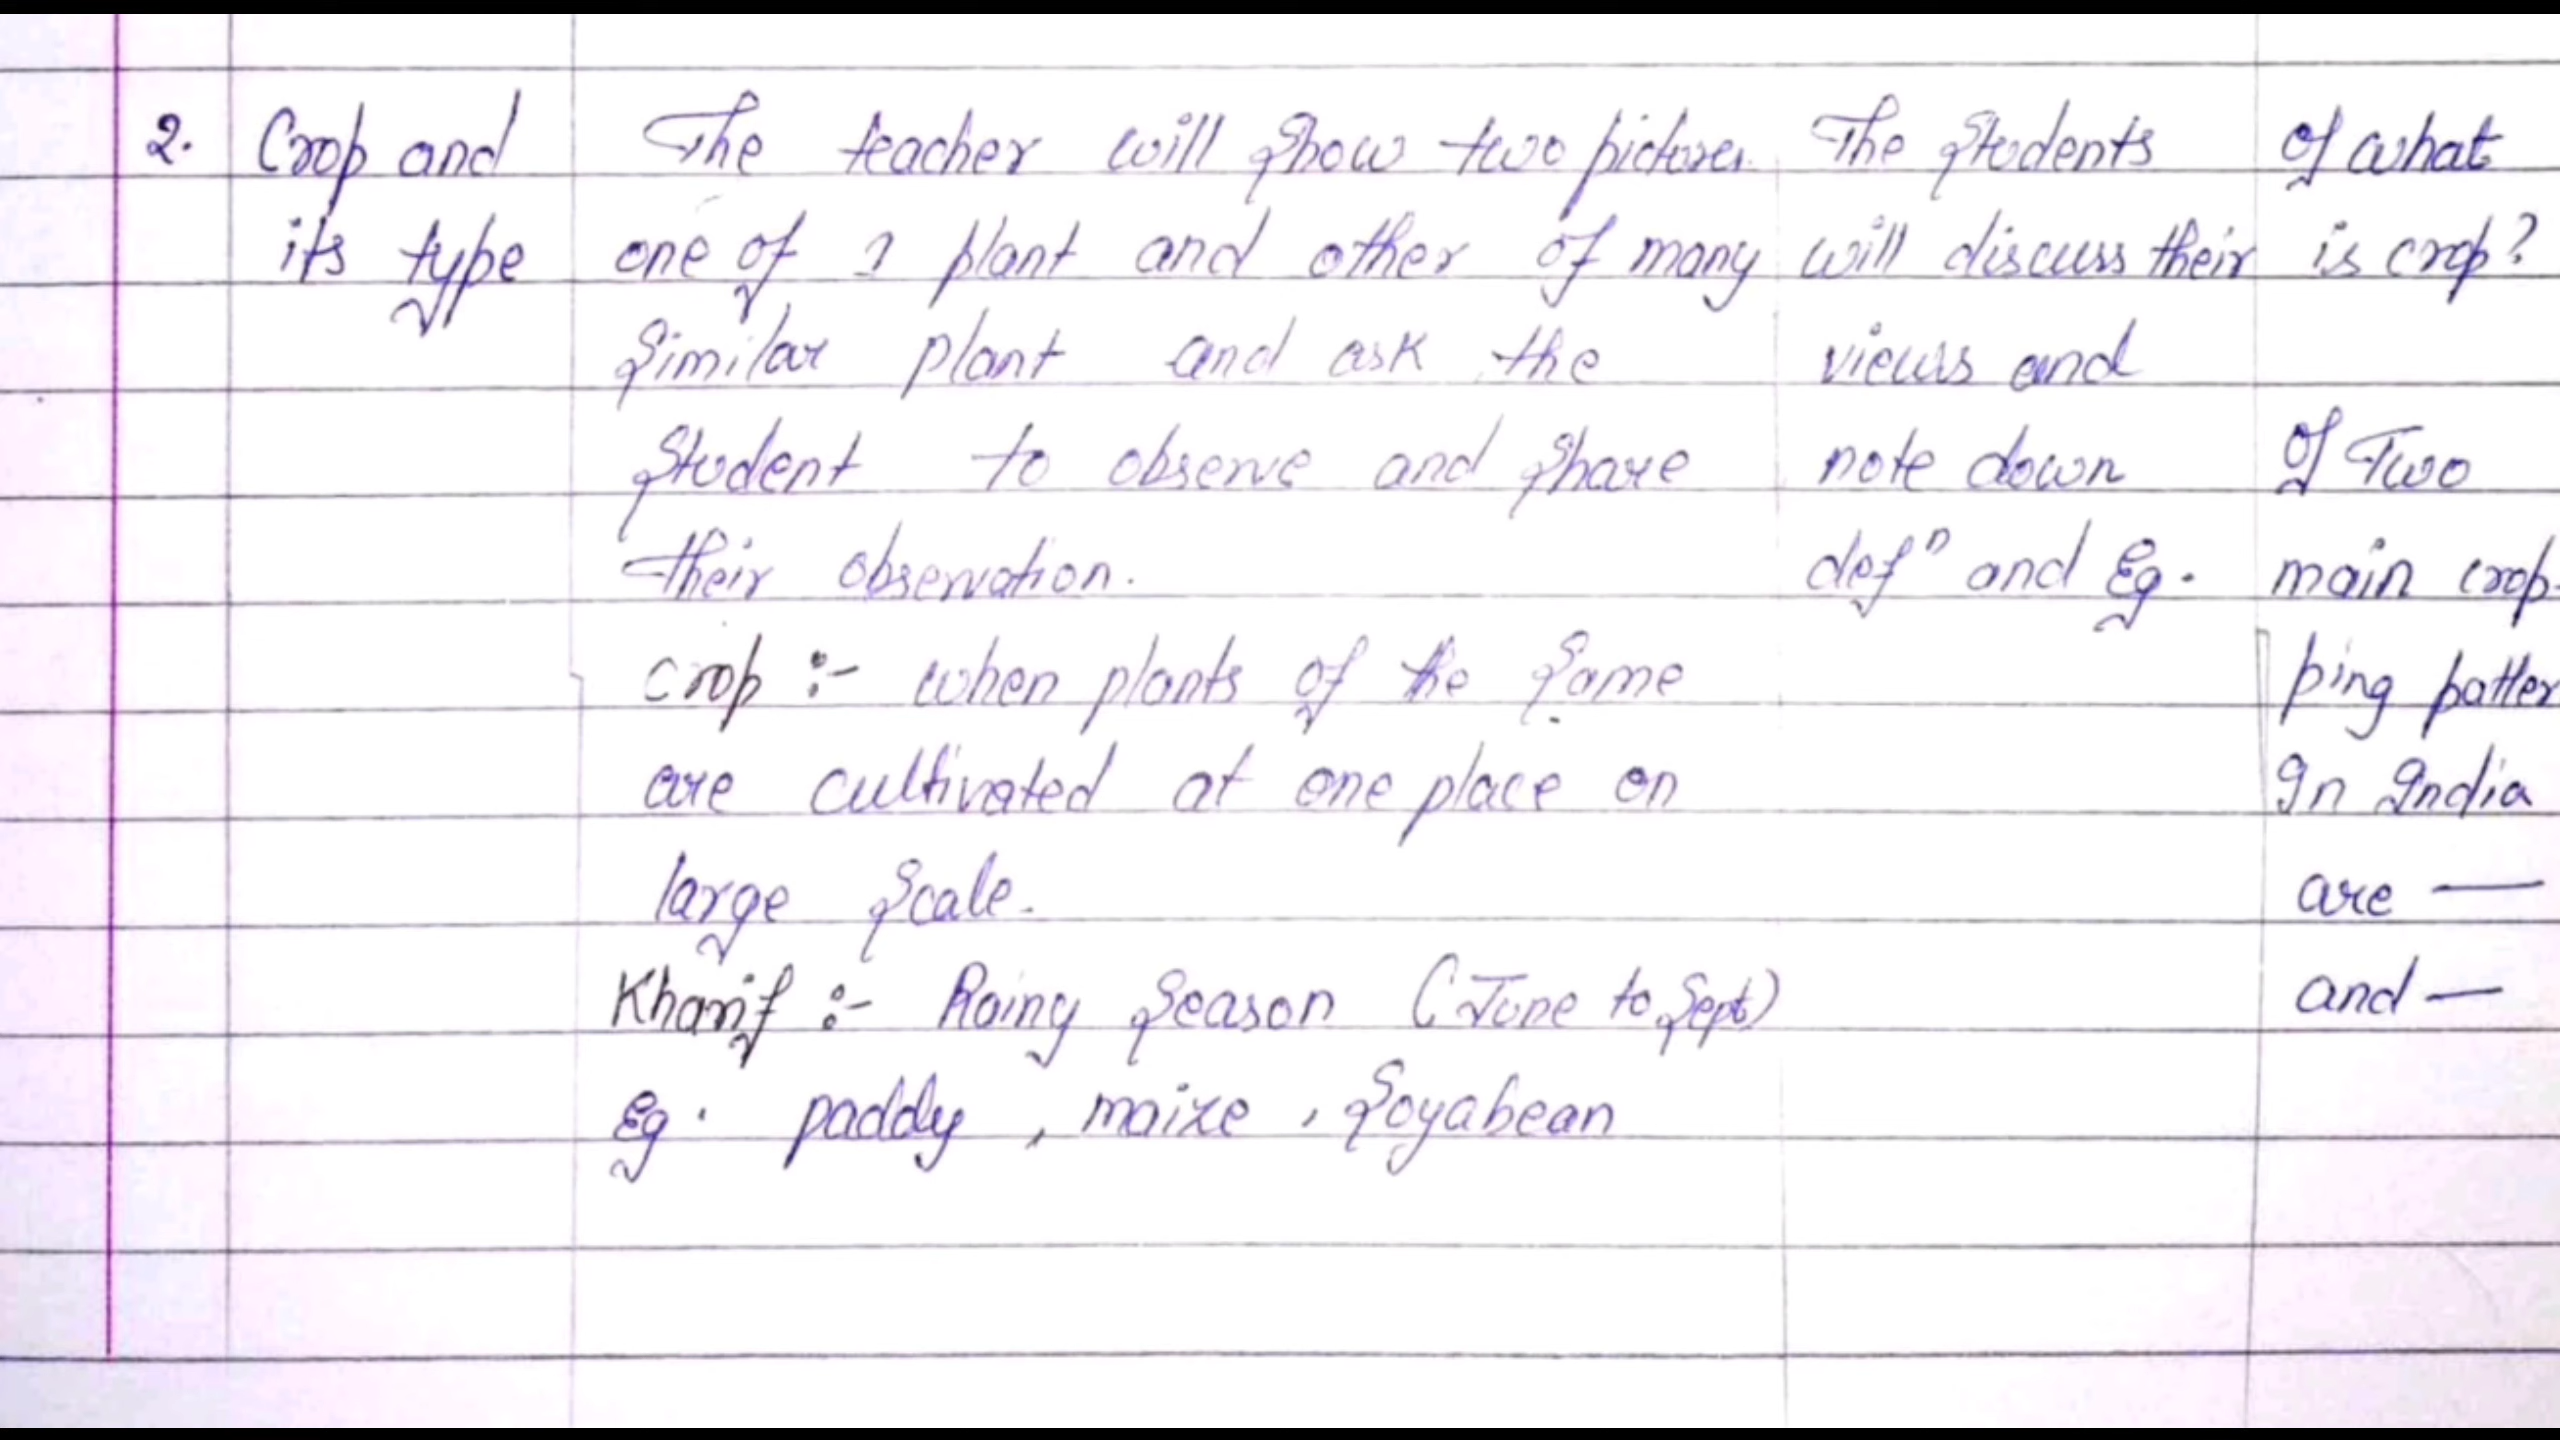 2.
Crop and
its type
The teacher will show two pictures
one of 1 plant and other of many
similar plant and ask the
student to observe and share
their observation.
crop :- when plants of the same
are cultivated at one place on
large scale.
Kharif :- Rainy season (June to Sept)
Eg. paddy, maize, soyabean
The students
will discuss their
views and
note down
defⁿ and Eg.
of what
is crop?
of Two
main crop-
ping patter
In India
are —
and —